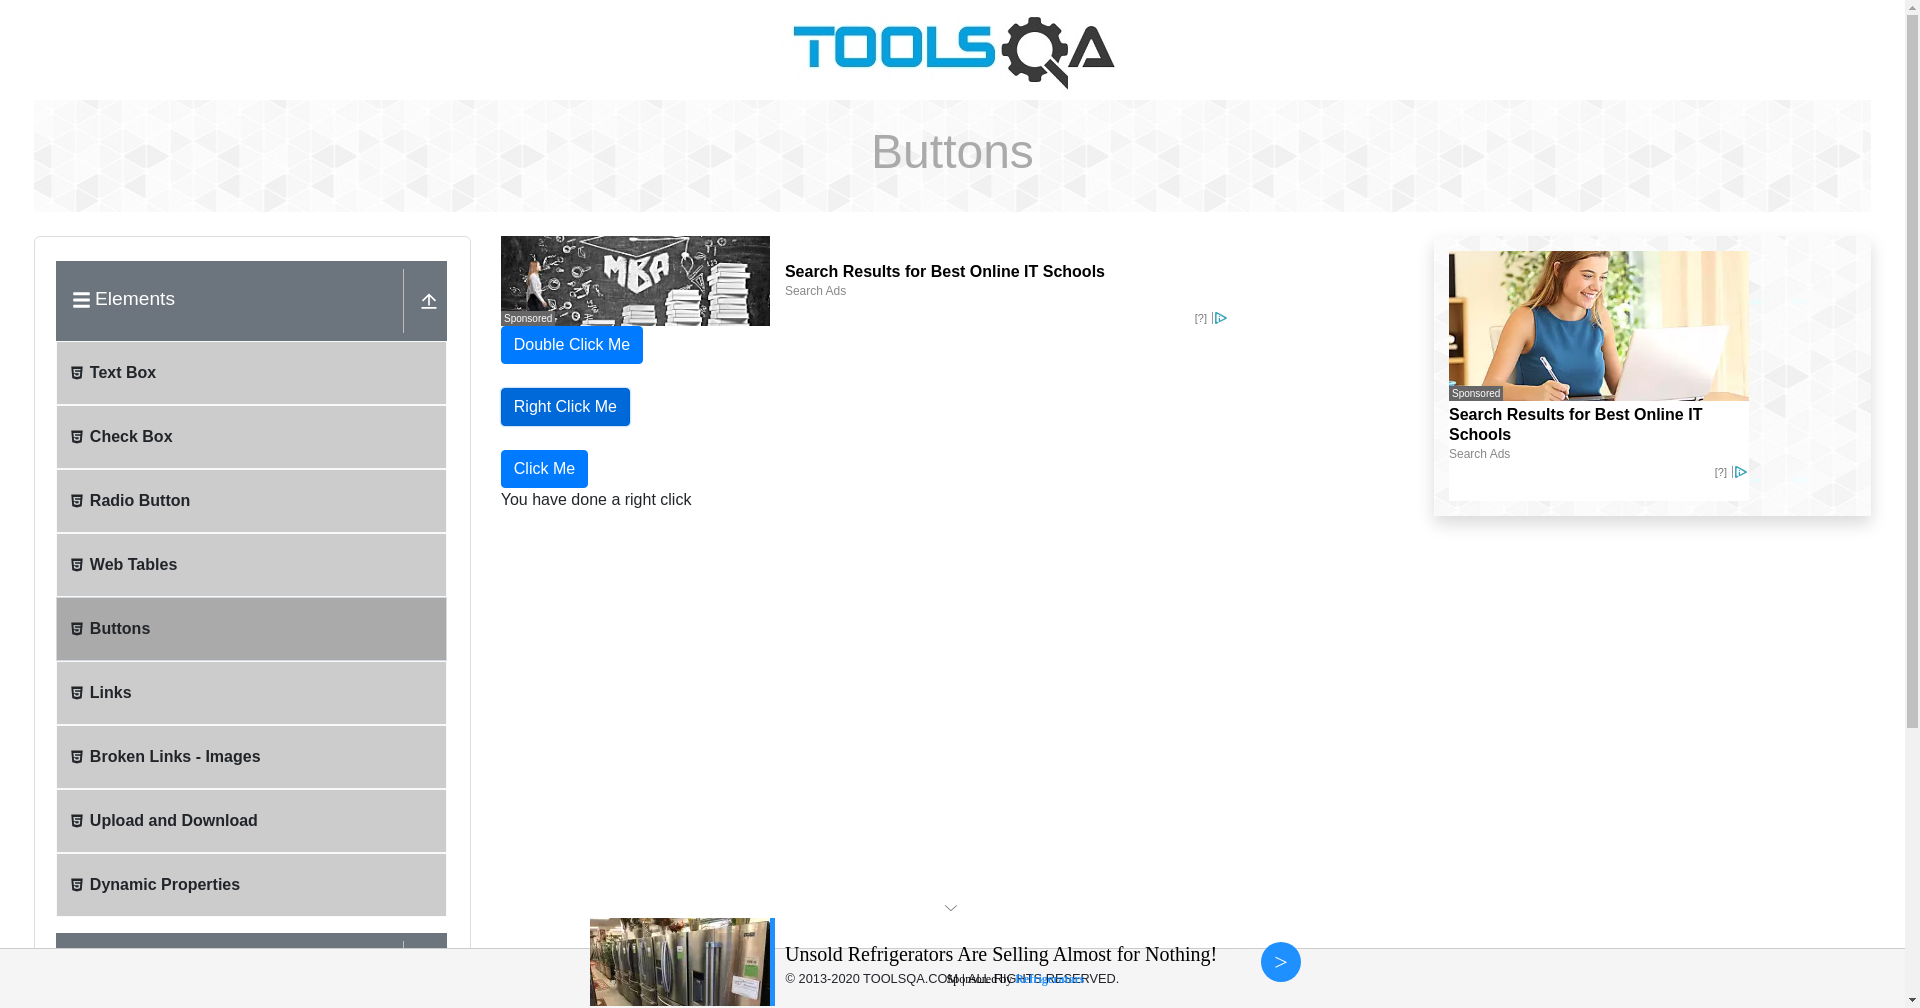 TOOLSQA
Buttons
Elements
Text Box
Check Box
Radio Button
Web Tables
Buttons
Links
Broken Links - Images
Upload and Download
Dynamic Properties
MBA
Sponsored
Search Results for Best Online IT Schools
Search Ads
[?]
Double Click Me
Right Click Me
Click Me
You have done a right click
Sponsored
Search Results for Best Online IT
Schools
Search Ads
[?]
Unsold Refrigerators Are Selling Almost for Nothing!
>
© 2013-2020 TOOLSQA.COM | ALL RIGHTS RESERVED.
Sponsored by